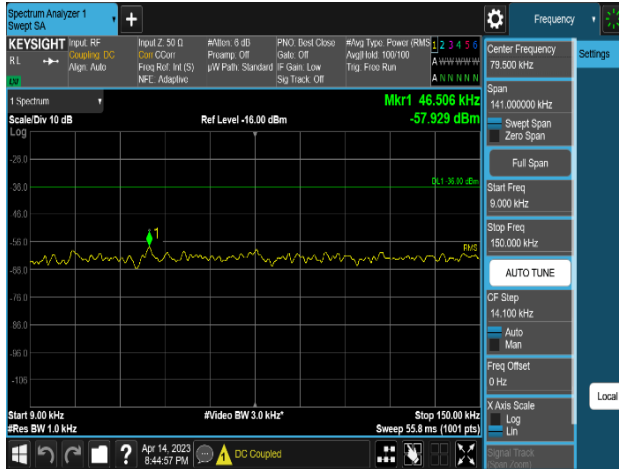 Spectrum Analyzer 1
Swept SA
+
Frequency
KEYSIGHT
Input: RF
Coupling: DC
Align: Auto
Input Z: 50 Ω
Corr CCorr
Freq Ref: Int (S)
NFE: Adaptive
#Atten: 6 dB
Preamp: Off
µW Path: Standard
PNO: Best Close
Gate: Off
IF Gain: Low
Sig Track: Off
#Avg Type: Power (RMS
Avg|Hold: 100/100
Trig: Free Run
1 2 3 4 5 6
A W W W W W
A N N N N N
RL
1 Spectrum
Scale/Div 10 dB
Log
Ref Level -16.00 dBm
Mkr1 46.506 kHz
-57.929 dBm
-26.0
-36.0
-46.0
-56.0
-66.0
-76.0
-86.0
-96.0
-106
DL1 -36.00 dBm
1
RMS
Start 9.00 kHz
#Res BW 1.0 kHz
#Video BW 3.0 kHz*
Stop 150.00 kHz
Sweep 55.8 ms (1001 pts)
Center Frequency
79.500 kHz
Settings
Span
141.000000 kHz
Swept Span
Zero Span
Full Span
Start Freq
9.000 kHz
Stop Freq
150.000 kHz
AUTO TUNE
CF Step
14.100 kHz
Auto
Man
Freq Offset
0 Hz
X Axis Scale
Log
Lin
Local
Signal Track
(Span Zoom)
?
Apr 14, 2023
8:44:57 PM
DC Coupled